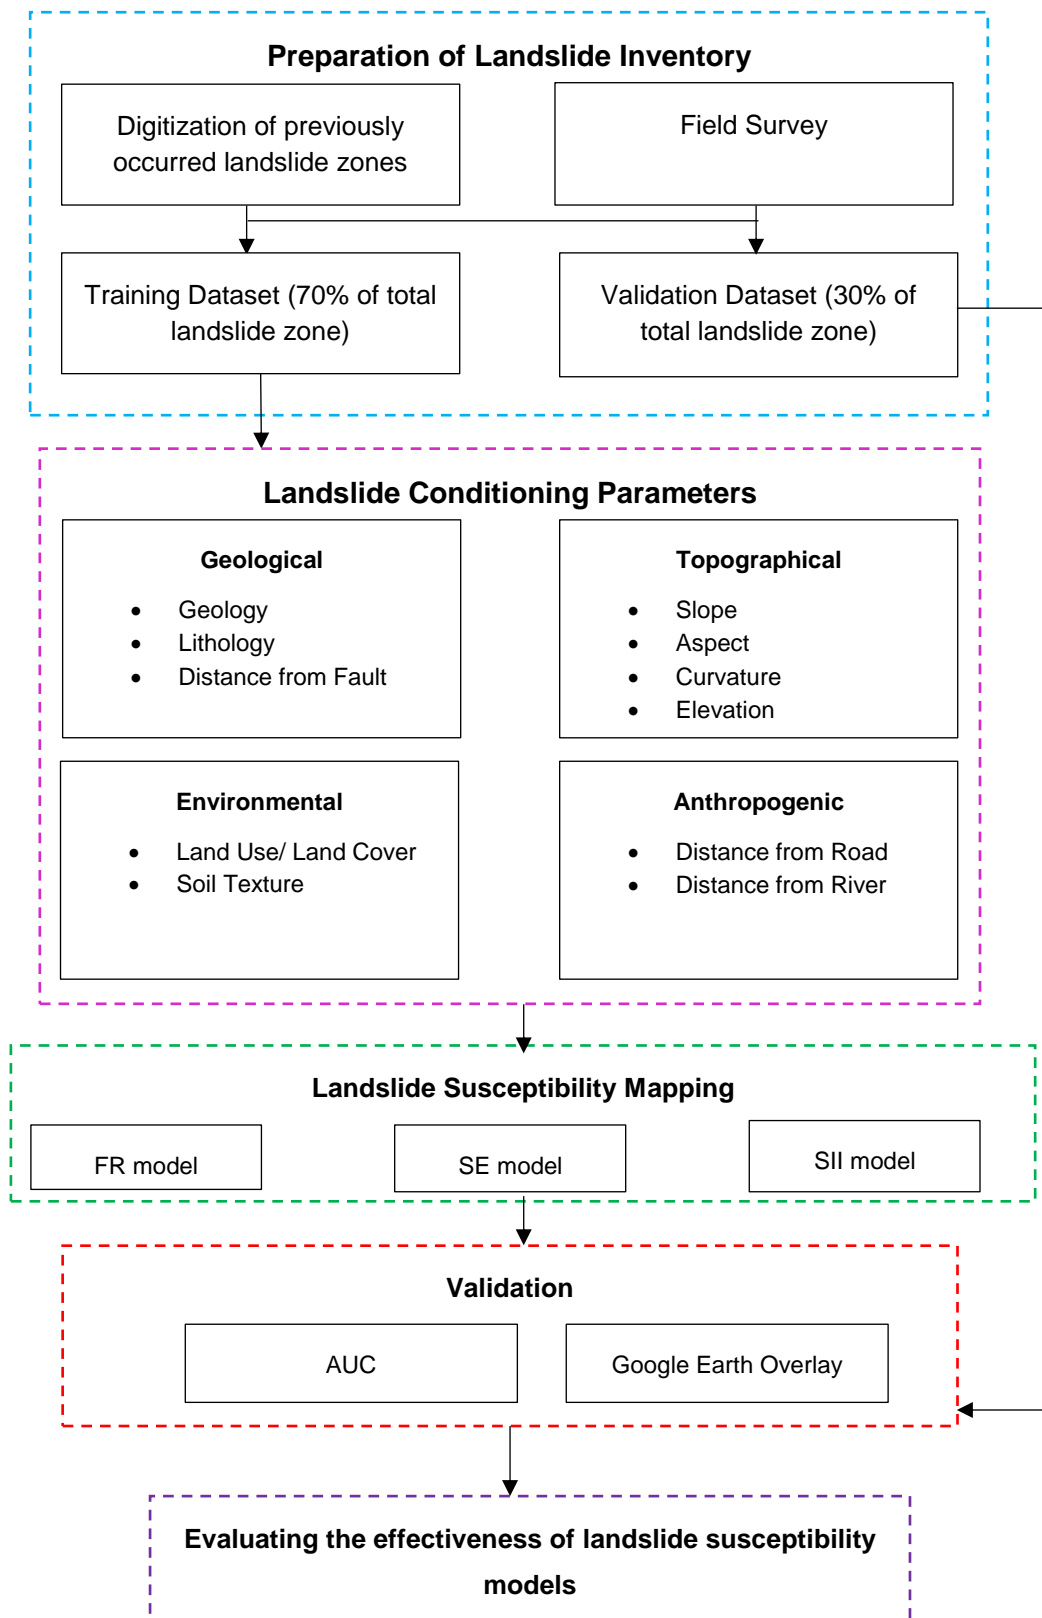 Preparation of Landslide Inventory
Digitization of previously
occurred landslide zones
Field Survey
Training Dataset (70% of total
landslide zone)
Validation Dataset (30% of
total landslide zone)
Landslide Conditioning Parameters
Geological
• Geology
• Lithology
• Distance from Fault
Topographical
• Slope
• Aspect
• Curvature
• Elevation
Environmental
• Land Use/ Land Cover
• Soil Texture
Anthropogenic
• Distance from Road
• Distance from River
Landslide Susceptibility Mapping
FR model
SE model
SII model
Validation
AUC
Google Earth Overlay
Evaluating the effectiveness of landslide susceptibility
models